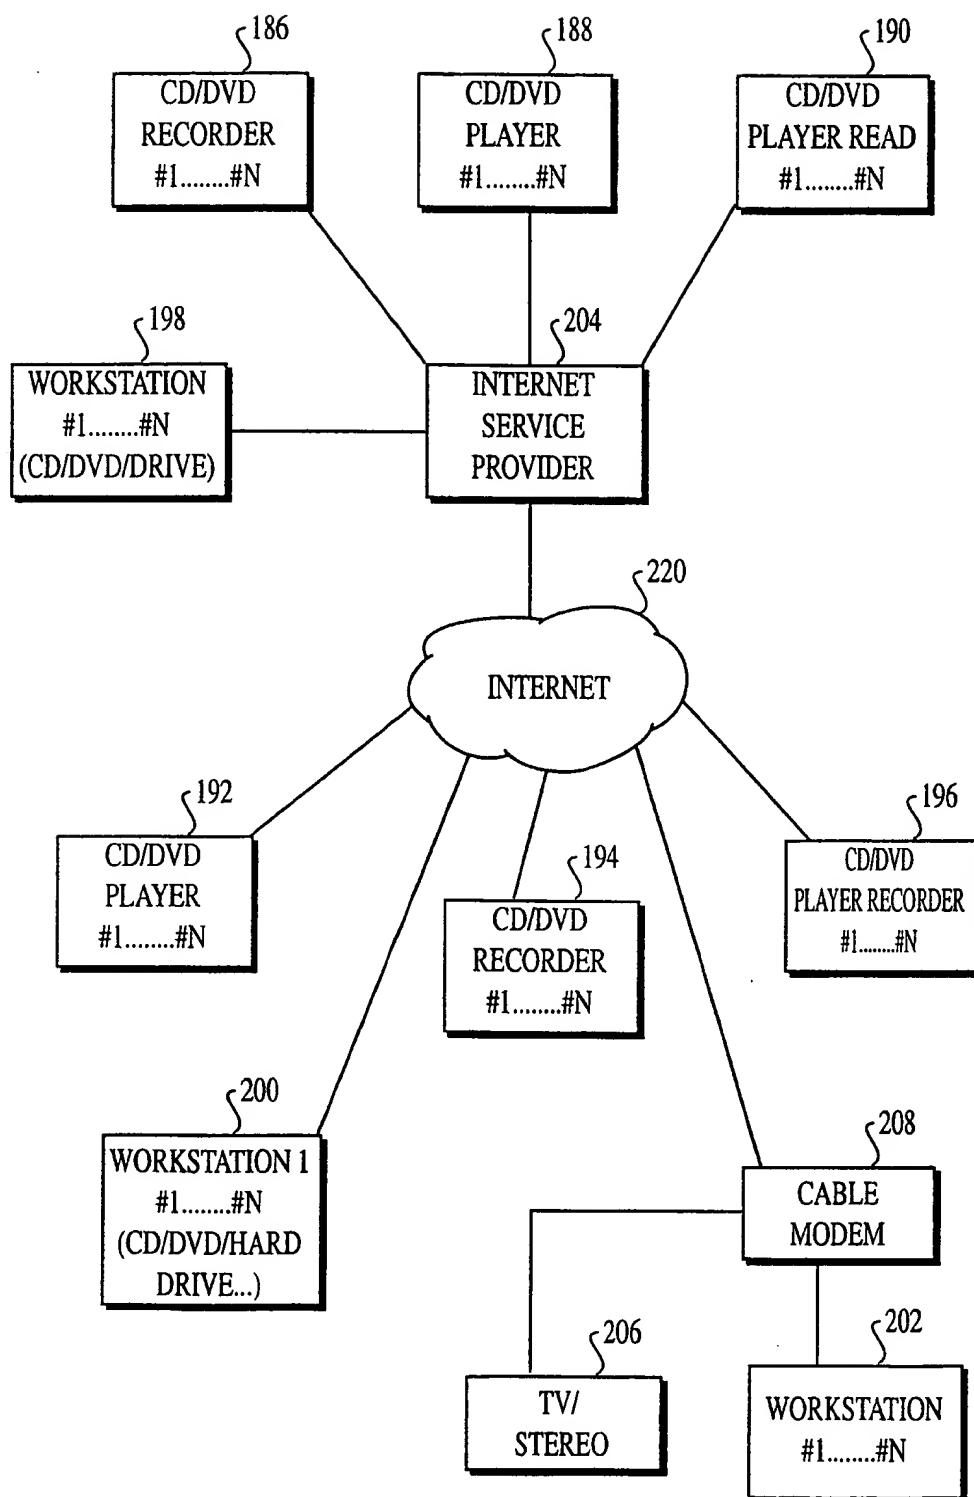 186
CD/DVD
RECORDER
#1........#N
188
CD/DVD
PLAYER
#1........#N
190
CD/DVD
PLAYER READ
#1........#N
198
WORKSTATION
#1........#N
(CD/DVD/DRIVE)
204
INTERNET
SERVICE
PROVIDER
220
INTERNET
192
CD/DVD
PLAYER
#1........#N
194
CD/DVD
RECORDER
#1........#N
196
CD/DVD
PLAYER RECORDER
#1........#N
200
WORKSTATION 1
#1........#N
(CD/DVD/HARD
DRIVE...)
208
CABLE
MODEM
206
TV/
STEREO
202
WORKSTATION
#1........#N